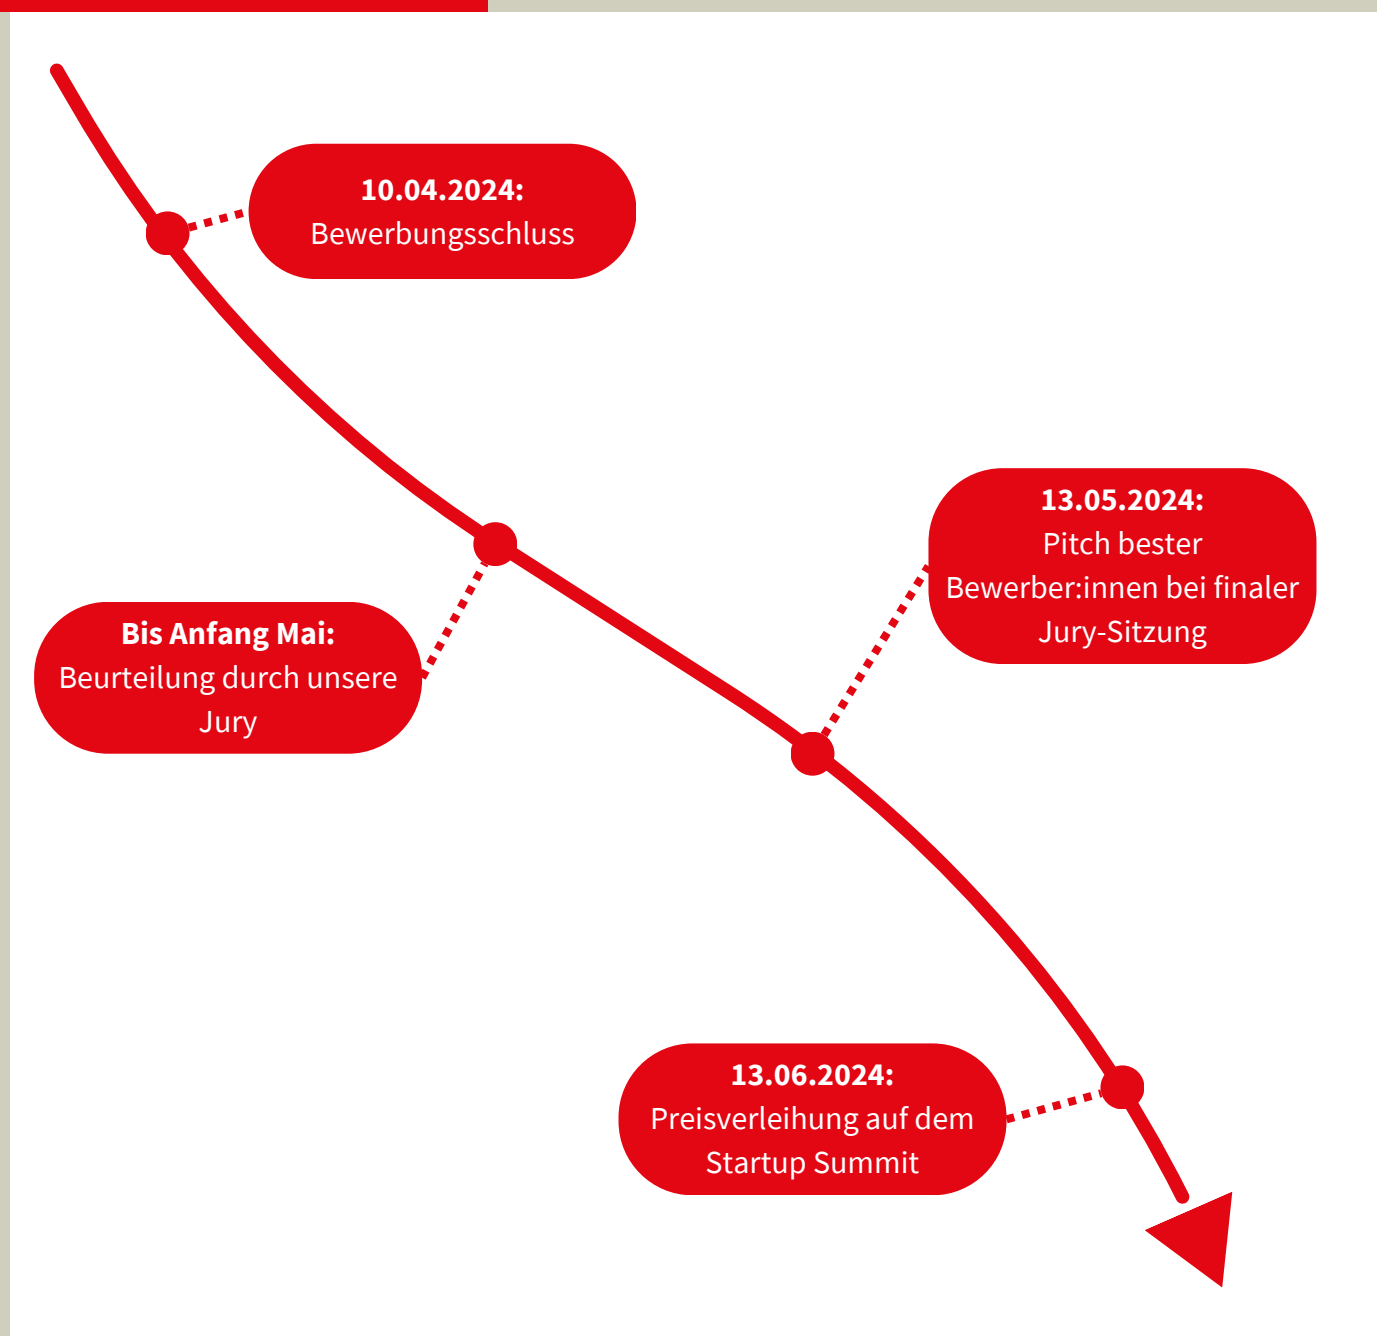 10.04.2024:
Bewerbungsschluss
Bis Anfang Mai:
Beurteilung durch unsere
Jury
13.05.2024:
Pitch bester
Bewerber:innen bei finaler
Jury-Sitzung
13.06.2024:
Preisverleihung auf dem
Startup Summit